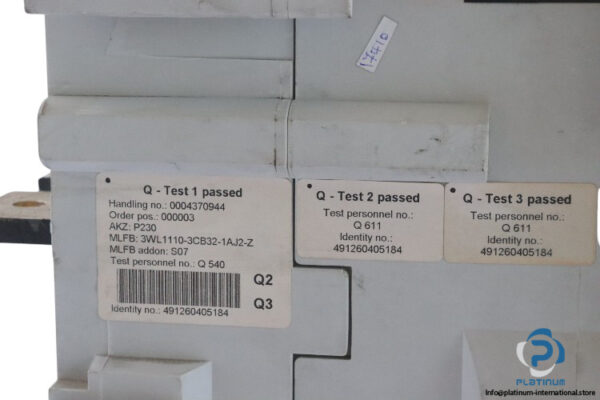 17410
Q - Test 1 passed
Handling no.: 0004370944
Order pos.: 000003
AKZ: P230
MLFB: 3WL1110-3CB32-1AJ2-Z
MLFB addon: S07
Test personnel no.: Q 540
Q2
Q3
Identity no.: 491260405184
Q - Test 2 passed
Test personnel no.:
Q 611
Identity no.:
491260405184
Q - Test 3 passed
Test personnel no.:
Q 611
Identity no.:
491260405184
PLATINUM
Info@platinum-international.store